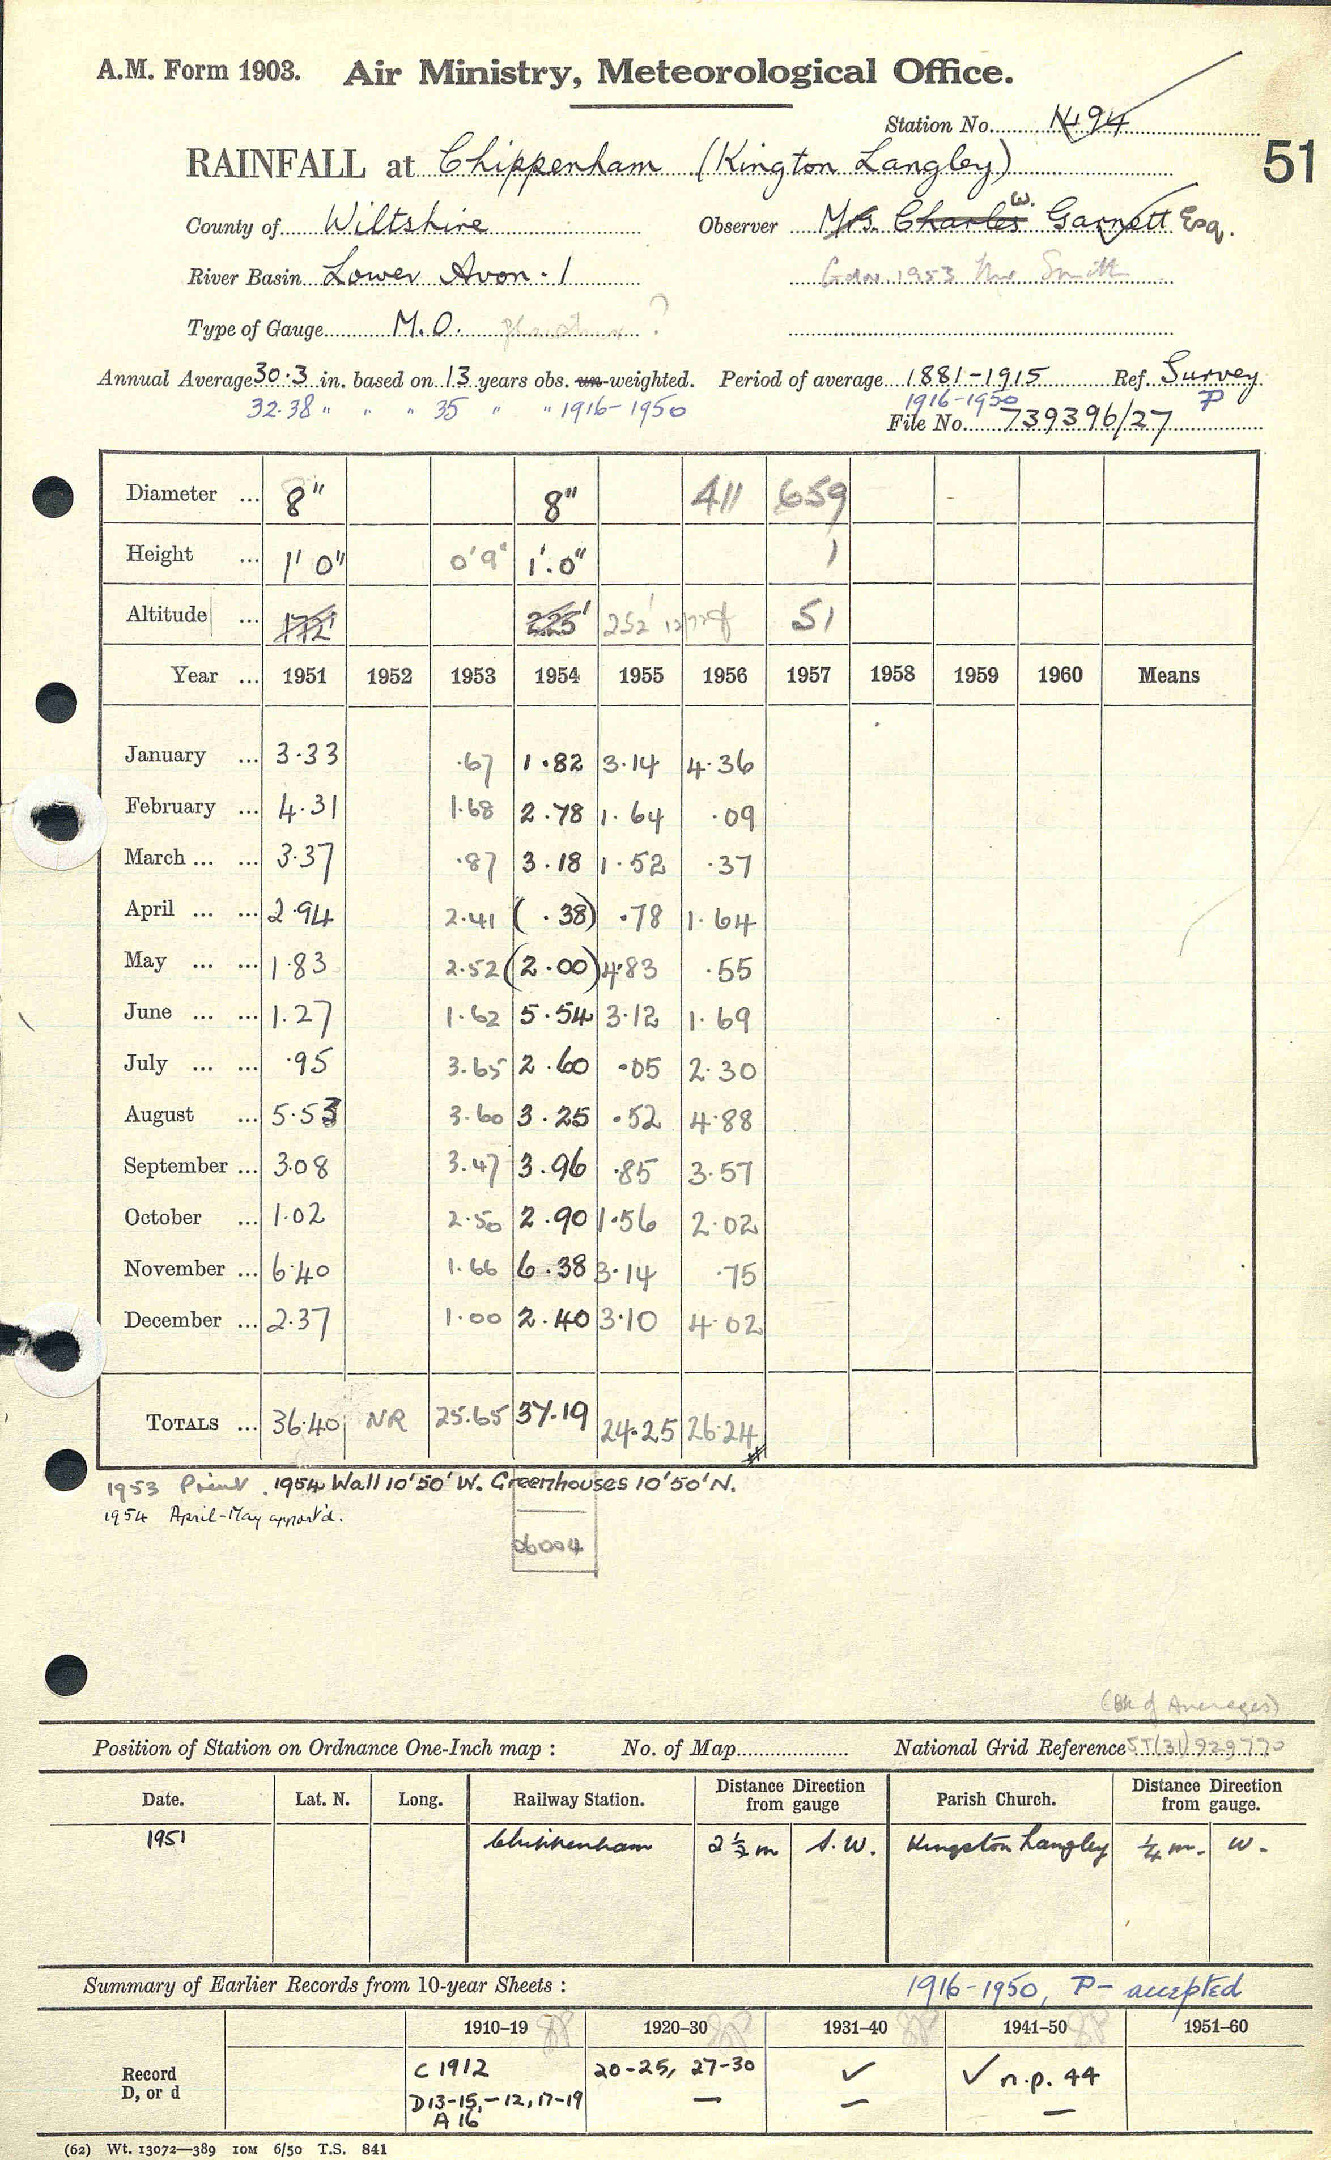 A.M. Form 1903. Air Ministry, Meteorological Office.
Station No. 94
51
RAINFALL at Chippenham (Kington Langley)
County of Wiltshire Observer Mrs. Charles W. Garnett Esq.
River Basin Lower Avon. 1 1953 Mr Smith
Type of Gauge M.O. ?
Annual Average 30.3 in. based on 13 years obs. un-weighted. Period of average 1881-1915 Ref. Survey
32.38 " " " 35 " " 1916-1950 1916-1950 P
File No. 739396/27
Diameter ... 8" 8" 411 659
Height ... 1' 0" 0'9" 1'.0" 1
Altitude ... 172' 225' 252' 51
Year ... 1951 1952 1953 1954 1955 1956 1957 1958 1959 1960 Means
January ... 3.33 .67 1.82 3.14 4.36
February ... 4.31 1.68 2.78 1.64 .09
March ... ... 3.37 .87 3.18 1.52 .37
April ... ... 2.94 2.41 (.38) .78 1.64
May ... ... 1.83 2.52 (2.00) 4.83 .55
June ... ... 1.27 1.62 5.54 3.12 1.69
July ... ... .95 3.65 2.60 .05 2.30
August ... 5.53 3.60 3.25 .52 4.88
September ... 3.08 3.47 3.96 .85 3.57
October ... 1.02 2.50 2.90 1.56 2.02
November ... 6.40 1.66 6.38 3.14 .75
December ... 2.37 1.00 2.40 3.10 4.02
TOTALS ... 36.40 NR 25.65 37.19 24.25 26.24
1953 . 1954 Wall 10'50' W. Greenhouses 10'50' N.
1954 April-May apport'd.
06004
(Bk of Averages)
Position of Station on Ordnance One-Inch map : No. of Map National Grid Reference ST(31)929770
Date. Lat. N. Long. Railway Station. Distance Direction from gauge Parish Church. Distance Direction from gauge.
1951 Chippenham 2 1/2 m S.W. Kingston Langley 1/4 m. W.
Summary of Earlier Records from 10-year Sheets : 1916-1950, P- accepted
1910-19 1920-30 1931-40 1941-50 1951-60
Record C 1912 20-25, 27-30 ✓ ✓ n.p. 44
D, or d D13-15, -12, 17-19 — — —
A 16
(62) Wt. 13072—389 10M 6/50 T.S. 841